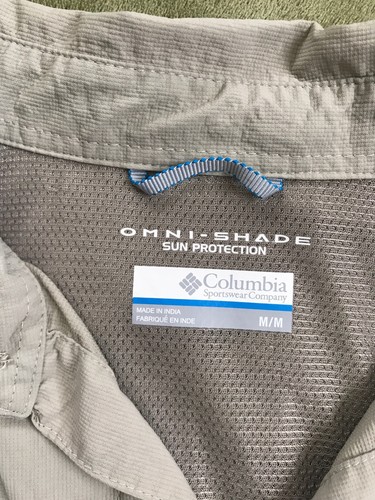 OMNI-SHADE
SUN PROTECTION
Columbia
Sportswear Company
MADE IN INDIA
FABRIQUÉ EN INDE
M/M